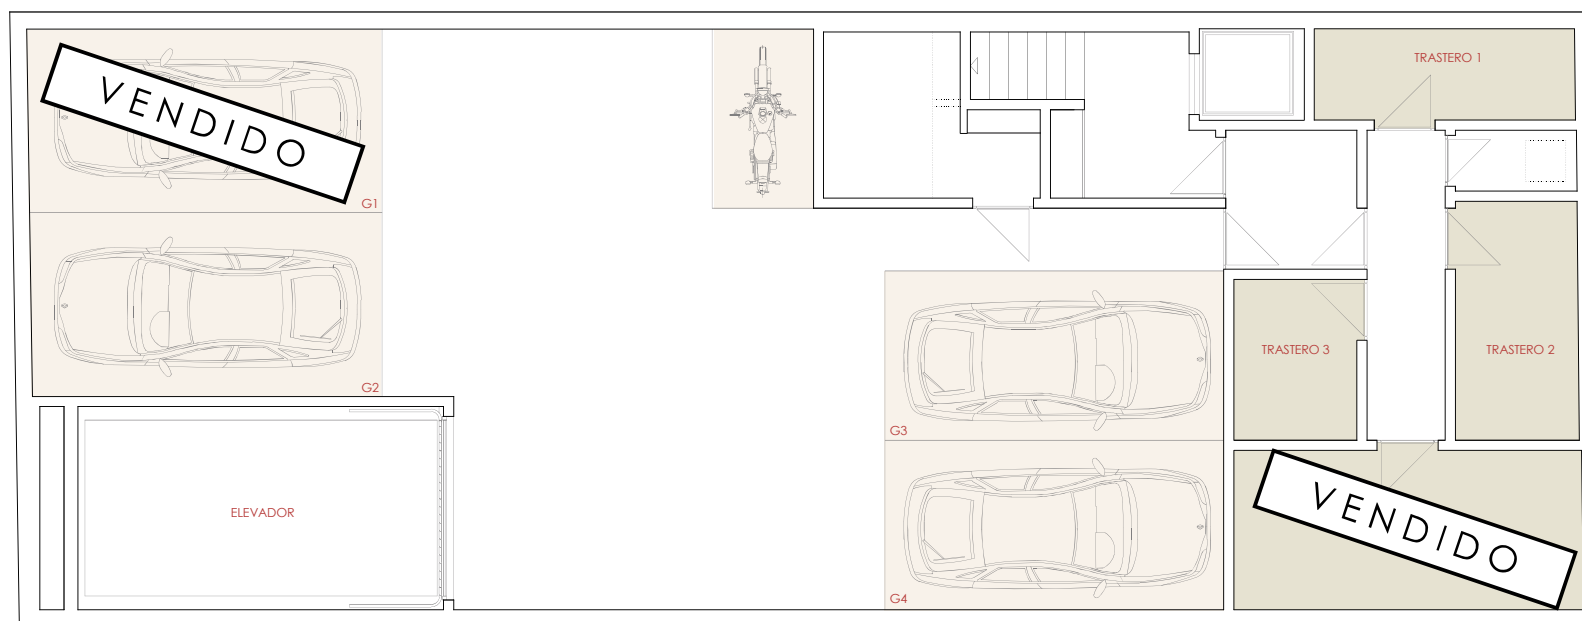 TRASTERO 1
VENDIDO
G1
TRASTERO 3
TRASTERO 2
G2
G3
ELEVADOR
VENDIDO
G4